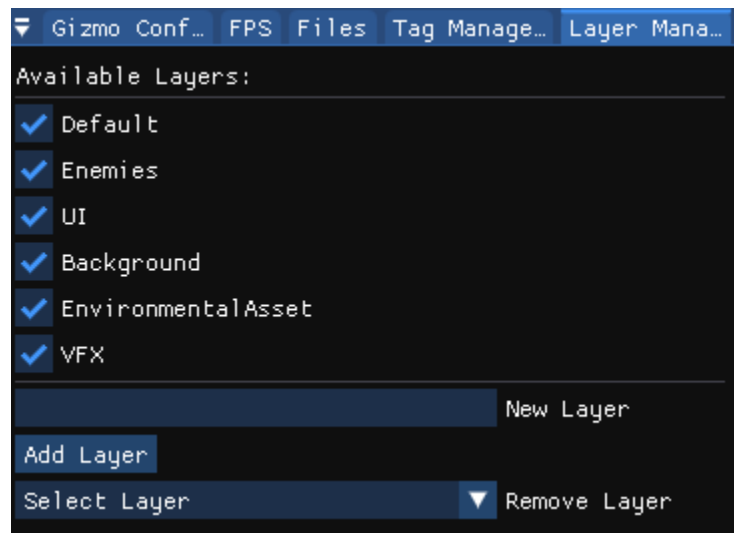 Gizmo Conf… FPS Files Tag Manage… Layer Mana…
Available Layers:
Default
Enemies
UI
Background
EnvironmentalAsset
VFX
New Layer
Add Layer
Select Layer Remove Layer